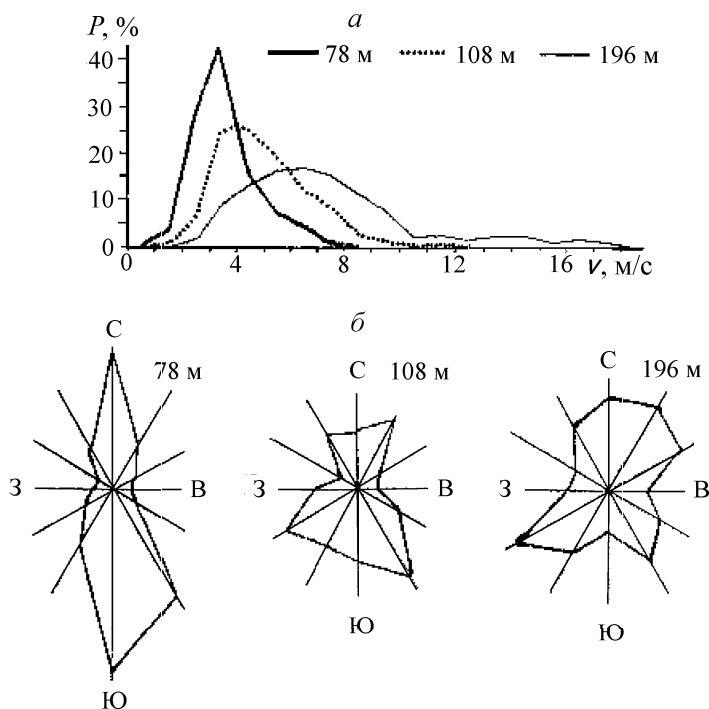 а
P, %
78 м 108 м 196 м
40
30
20
10
0
0 4 8 12 16 v, м/с
б
С 78 м З В Ю
С 108 м З В Ю
С 196 м З В Ю